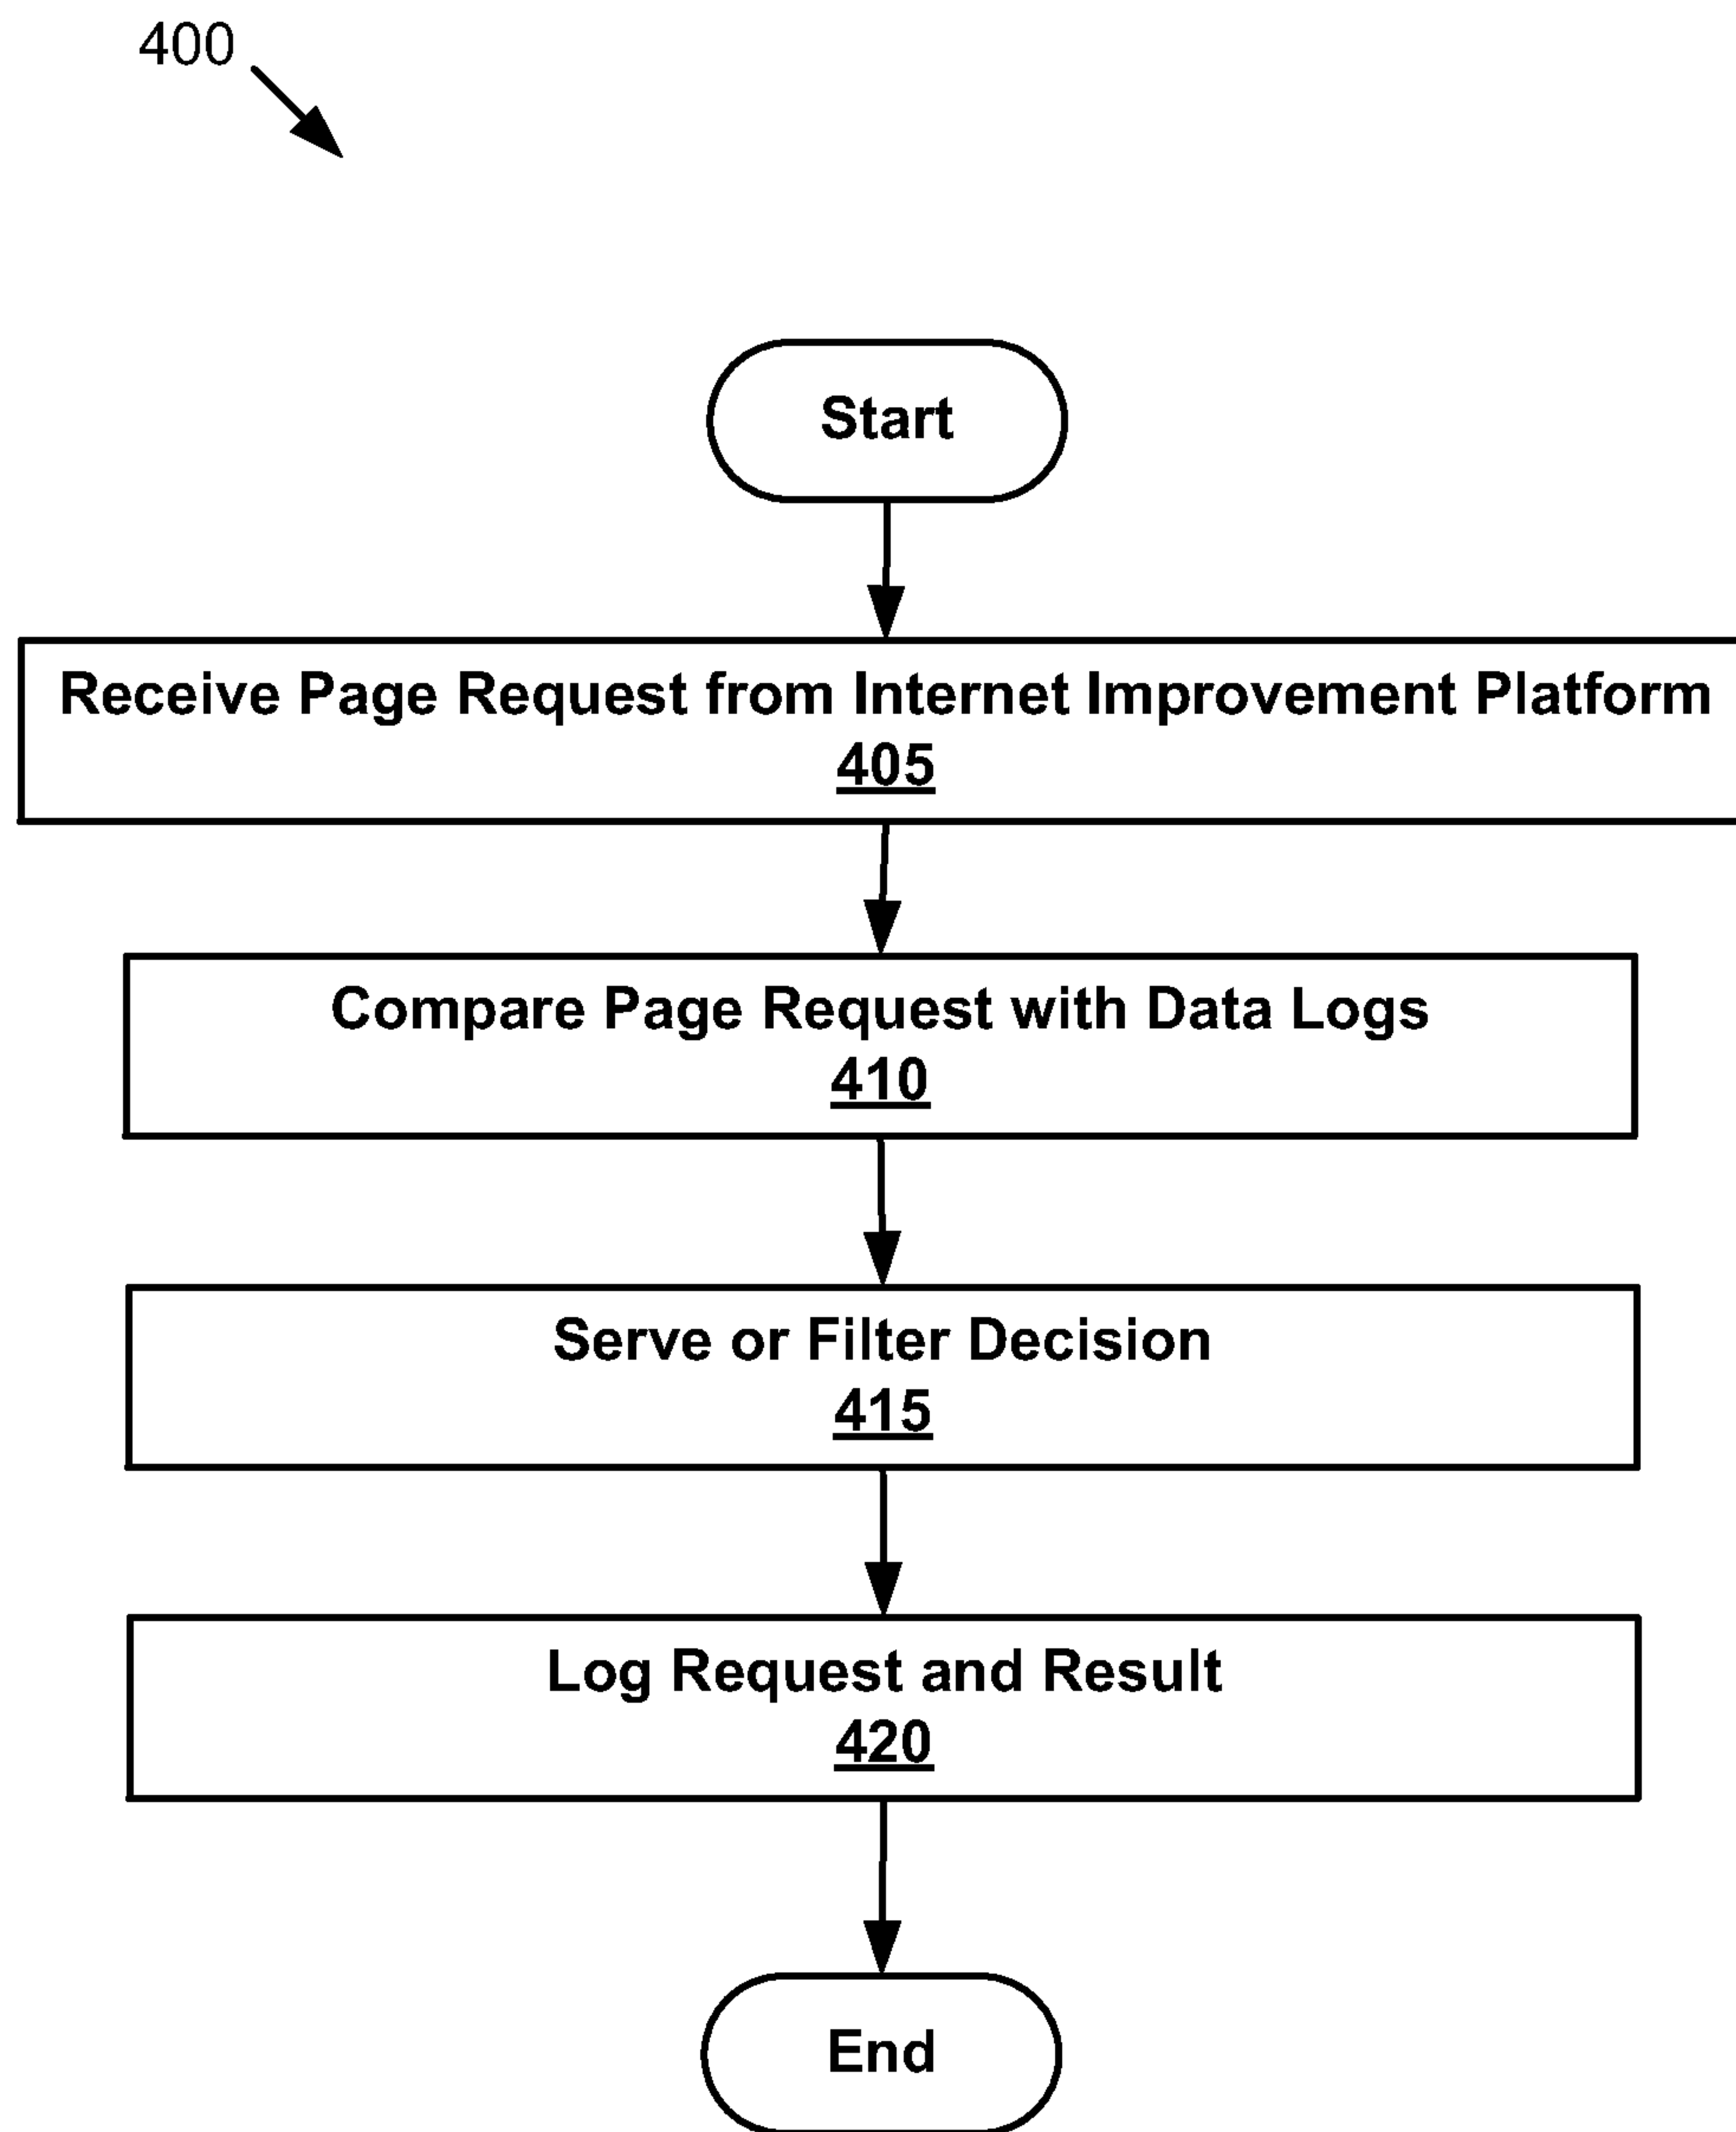 400
Start
Receive Page Request from Internet Improvement Platform
405
Compare Page Request with Data Logs
410
Serve or Filter Decision
415
Log Request and Result
420
End